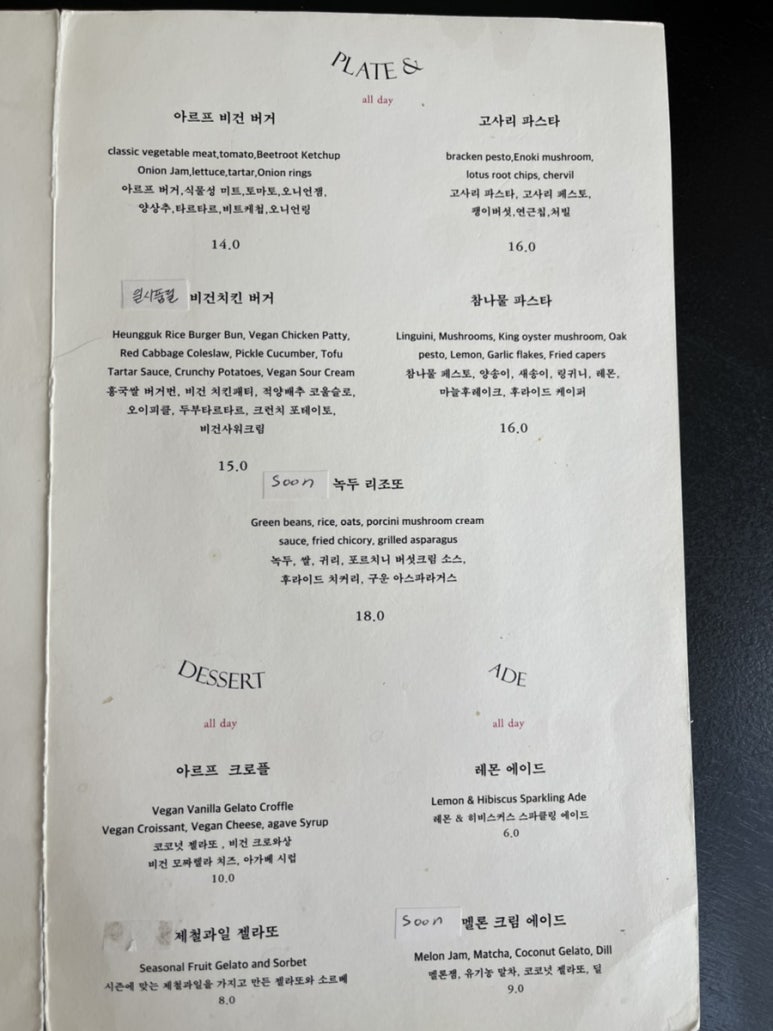 PLATE &
all day
아르프 비건 버거
classic vegetable meat,tomato,Beetroot Ketchup
Onion Jam,lettuce,tartar,Onion rings
아르프 버거,식물성 미트,토마토,오니언잼,
양상추,타르타르,비트케첩,오니언링
14.0
고사리 파스타
bracken pesto,Enoki mushroom,
lotus root chips, chervil
고사리 파스타, 고사리 페스토,
팽이버섯,연근칩,처빌
16.0
일시품절 비건치킨 버거
Heungguk Rice Burger Bun, Vegan Chicken Patty,
Red Cabbage Coleslaw, Pickle Cucumber, Tofu
Tartar Sauce, Crunchy Potatoes, Vegan Sour Cream
흥국쌀 버거번, 비건 치킨패티, 적양배추 코울슬로,
오이피클, 두부타르타르, 크런치 포테이토,
비건사워크림
15.0
참나물 파스타
Linguini, Mushrooms, King oyster mushroom, Oak
pesto, Lemon, Garlic flakes, Fried capers
참나물 페스토, 양송이, 새송이, 링귀니, 레몬,
마늘후레이크, 후라이드 케이퍼
16.0
Soon 녹두 리조또
Green beans, rice, oats, porcini mushroom cream
sauce, fried chicory, grilled asparagus
녹두, 쌀, 귀리, 포르치니 버섯크림 소스,
후라이드 치커리, 구운 아스파라거스
18.0
DESSERT
all day
아르프 크로플
Vegan Vanilla Gelato Croffle
Vegan Croissant, Vegan Cheese, agave Syrup
코코넛 젤라또 , 비건 크로와상
비건 모짜렐라 치즈, 아가베 시럽
10.0
제철과일 젤라또
Seasonal Fruit Gelato and Sorbet
시즌에 맞는 제철과일을 가지고 만든 젤라또와 소르베
8.0
ADE
all day
레몬 에이드
Lemon & Hibiscus Sparkling Ade
레몬 & 히비스커스 스파클링 에이드
6.0
Soon 멜론 크림 에이드
Melon Jam, Matcha, Coconut Gelato, Dill
멜론잼, 유기농 말차, 코코넛 젤라또, 딜
9.0